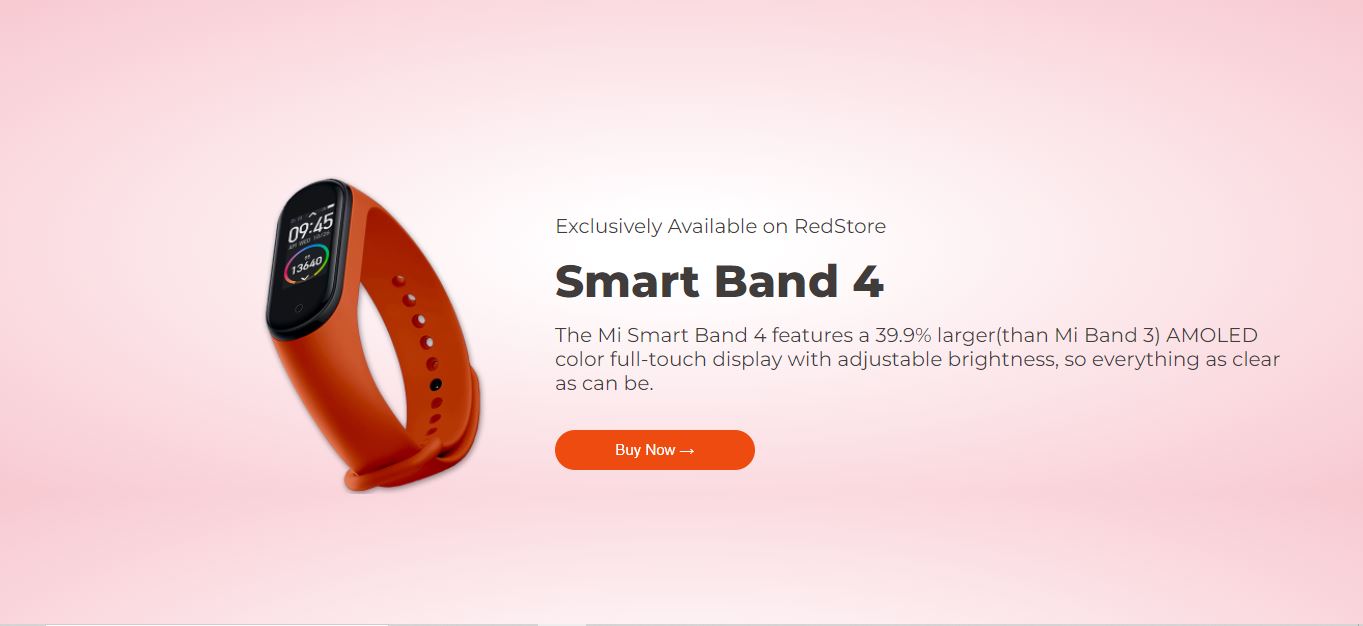 09:45
13640
Exclusively Available on RedStore
Smart Band 4
The Mi Smart Band 4 features a 39.9% larger(than Mi Band 3) AMOLED
color full-touch display with adjustable brightness, so everything as clear
as can be.
Buy Now →